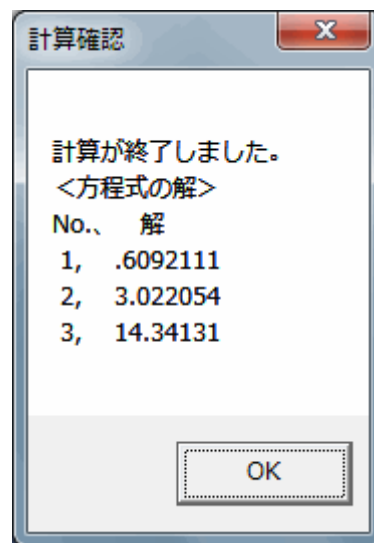 計算確認
計算が終了しました。
<方程式の解>
No.、 解
1, .6092111
2, 3.022054
3, 14.34131
OK